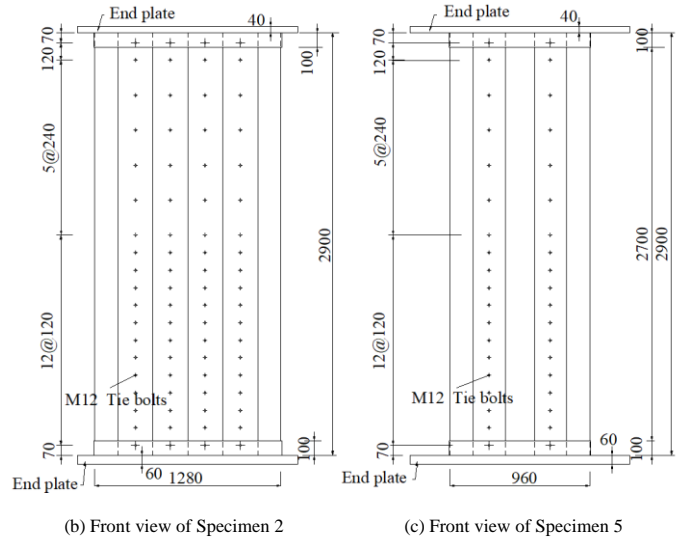 End plate
40
70
120
100
5@240
2900
12@120
M12 Tie bolts
70
100
60
End plate
1280
(b) Front view of Specimen 2
End plate
40
70
120
100
5@240
2700
2900
12@120
M12 Tie bolts
70
60
100
End plate
960
(c) Front view of Specimen 5